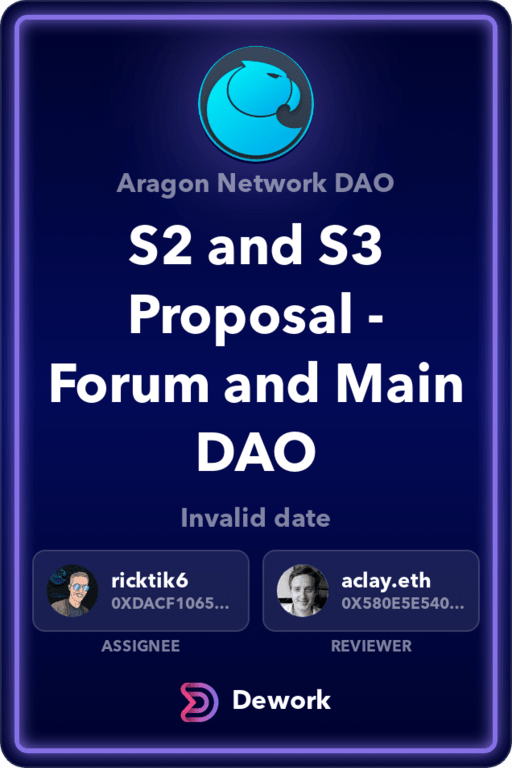 Aragon Network DAO
S2 and S3
Proposal -
Forum and Main
DAO
Invalid date
ricktik6
0XDACF1065...
aclay.eth
0X580E5E540...
ASSIGNEE
REVIEWER
Dework